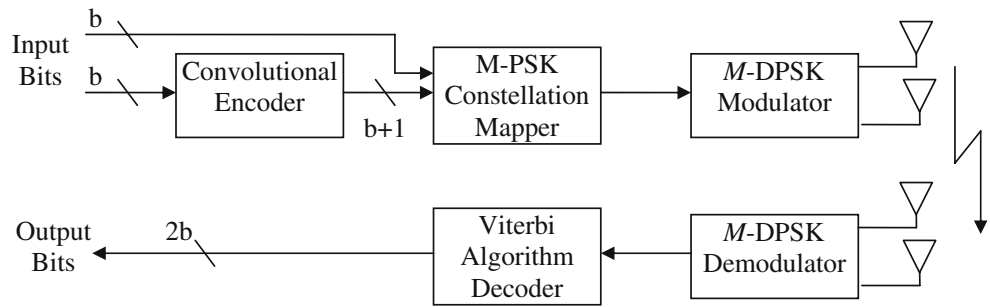 b
Input
Bits
b
Convolutional
Encoder
b+1
M-PSK
Constellation
Mapper
M-DPSK
Modulator
Output
Bits
2b
Viterbi
Algorithm
Decoder
M-DPSK
Demodulator